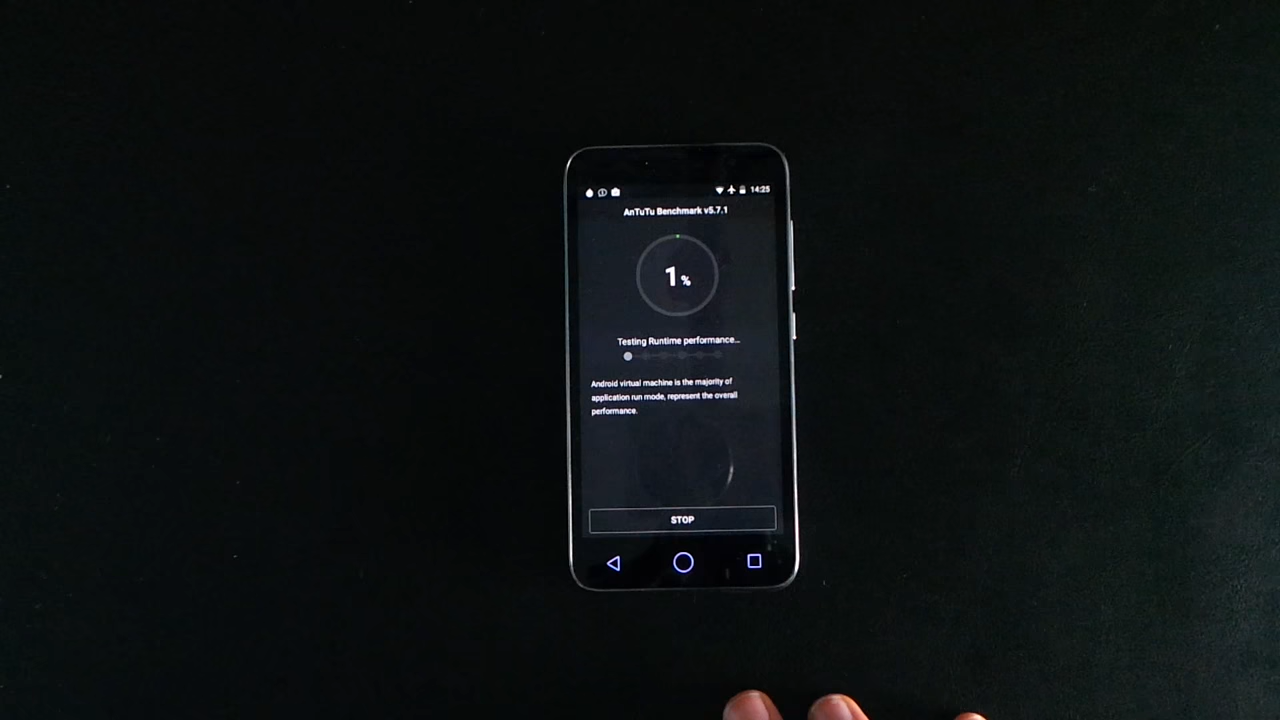 14:25
AnTuTu Benchmark v5.7.1
1%
Testing Runtime performance...
Android virtual machine is the majority of
application run mode, represent the overall
performance.
STOP